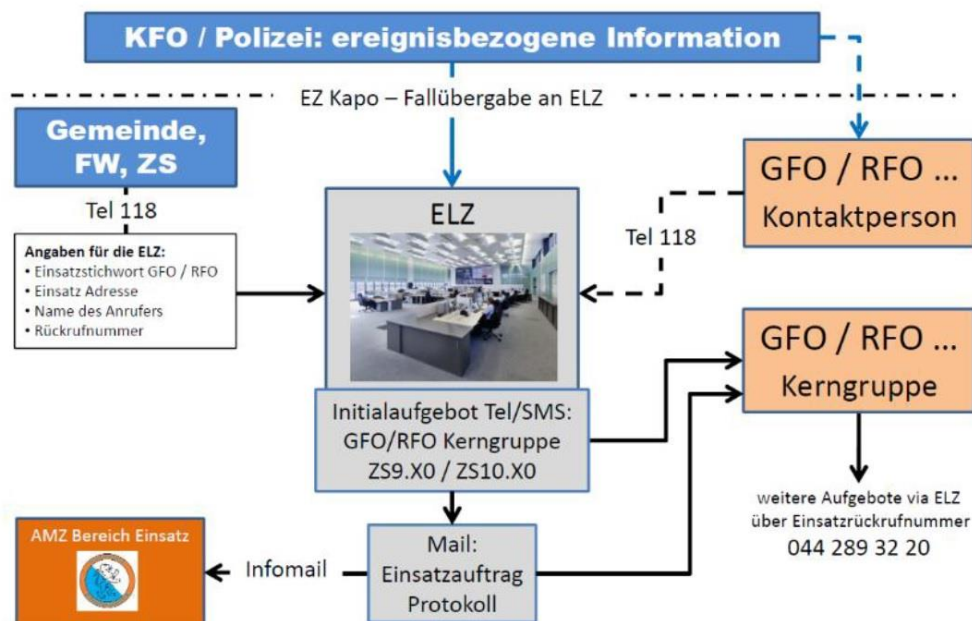 KFO / Polizei: ereignisbezogene Information
EZ Kapo – Fallübergabe an ELZ
Gemeinde,
FW, ZS
Tel 118
Angaben für die ELZ:
• Einsatzstichwort GFO / RFO
• Einsatz Adresse
• Name des Anrufers
• Rückrufnummer
ELZ
Tel 118
GFO / RFO ...
Kontaktperson
GFO / RFO ...
Kerngruppe
Initialaufgebot Tel/SMS:
GFO/RFO Kerngruppe
ZS9.X0 / ZS10.X0
weitere Aufgebote via ELZ
über Einsatzrückrufnummer
044 289 32 20
Mail:
Einsatzauftrag
Protokoll
Infomail
AMZ Bereich Einsatz